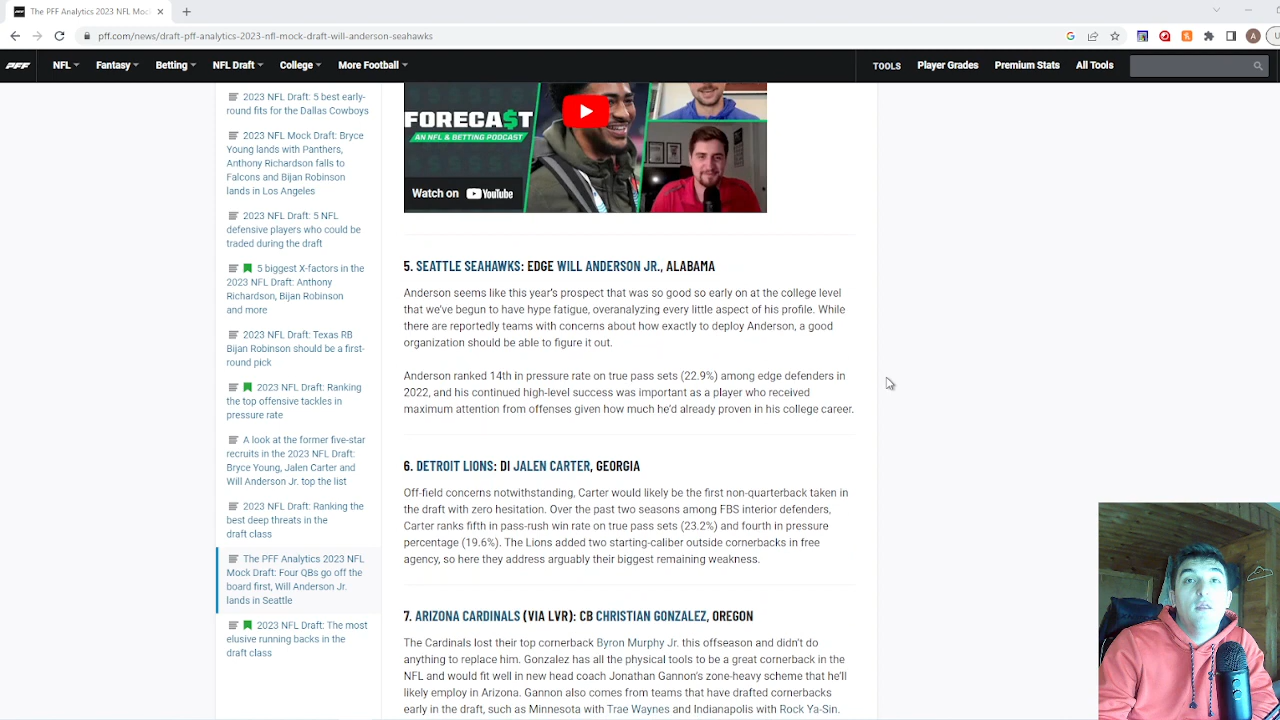 The PFF Analytics 2023 NFL Moc
pff.com/news/draft-pff-analytics-2023-nfl-mock-draft-will-anderson-seahawks
A
PFF
NFL
Fantasy
Betting
NFL Draft
College
More Football
TOOLS
Player Grades
Premium Stats
All Tools
2023 NFL Draft: 5 best early-
round fits for the Dallas Cowboys
2023 NFL Mock Draft: Bryce
Young lands with Panthers,
Anthony Richardson falls to
Falcons and Bijan Robinson
lands in Los Angeles
2023 NFL Draft: 5 NFL
defensive players who could be
traded during the draft
5 biggest X-factors in the
2023 NFL Draft: Anthony
Richardson, Bijan Robinson
and more
2023 NFL Draft: Texas RB
Bijan Robinson should be a first-
round pick
2023 NFL Draft: Ranking
the top offensive tackles in
pressure rate
A look at the former five-star
recruits in the 2023 NFL Draft:
Bryce Young, Jalen Carter and
Will Anderson Jr. top the list
2023 NFL Draft: Ranking the
best deep threats in the
draft class
The PFF Analytics 2023 NFL
Mock Draft: Four QBs go off the
board first, Will Anderson Jr.
lands in Seattle
2023 NFL Draft: The most
elusive running backs in the
draft class
FORECA$T
AN NFL & BETTING PODCAST
Watch on YouTube
5. SEATTLE SEAHAWKS: EDGE WILL ANDERSON JR., ALABAMA
Anderson seems like this year's prospect that was so good so early on at the college level
that we've begun to have hype fatigue, overanalyzing every little aspect of his profile. While
there are reportedly teams with concerns about how exactly to deploy Anderson, a good
organization should be able to figure it out.
Anderson ranked 14th in pressure rate on true pass sets (22.9%) among edge defenders in
2022, and his continued high-level success was important as a player who received
maximum attention from offenses given how much he'd already proven in his college career.
6. DETROIT LIONS: DI JALEN CARTER, GEORGIA
Off-field concerns notwithstanding, Carter would likely be the first non-quarterback taken in
the draft with zero hesitation. Over the past two seasons among FBS interior defenders,
Carter ranks fifth in pass-rush win rate on true pass sets (23.2%) and fourth in pressure
percentage (19.6%). The Lions added two starting-caliber outside cornerbacks in free
agency, so here they address arguably their biggest remaining weakness.
7. ARIZONA CARDINALS (VIA LVR): CB CHRISTIAN GONZALEZ, OREGON
The Cardinals lost their top cornerback Byron Murphy Jr. this offseason and didn't do
anything to replace him. Gonzalez has all the physical tools to be a great cornerback in the
NFL and would fit well in new head coach Jonathan Gannon's zone-heavy scheme that he'll
likely employ in Arizona. Gannon also comes from teams that have drafted cornerbacks
early in the draft, such as Minnesota with Trae Waynes and Indianapolis with Rock Ya-Sin.